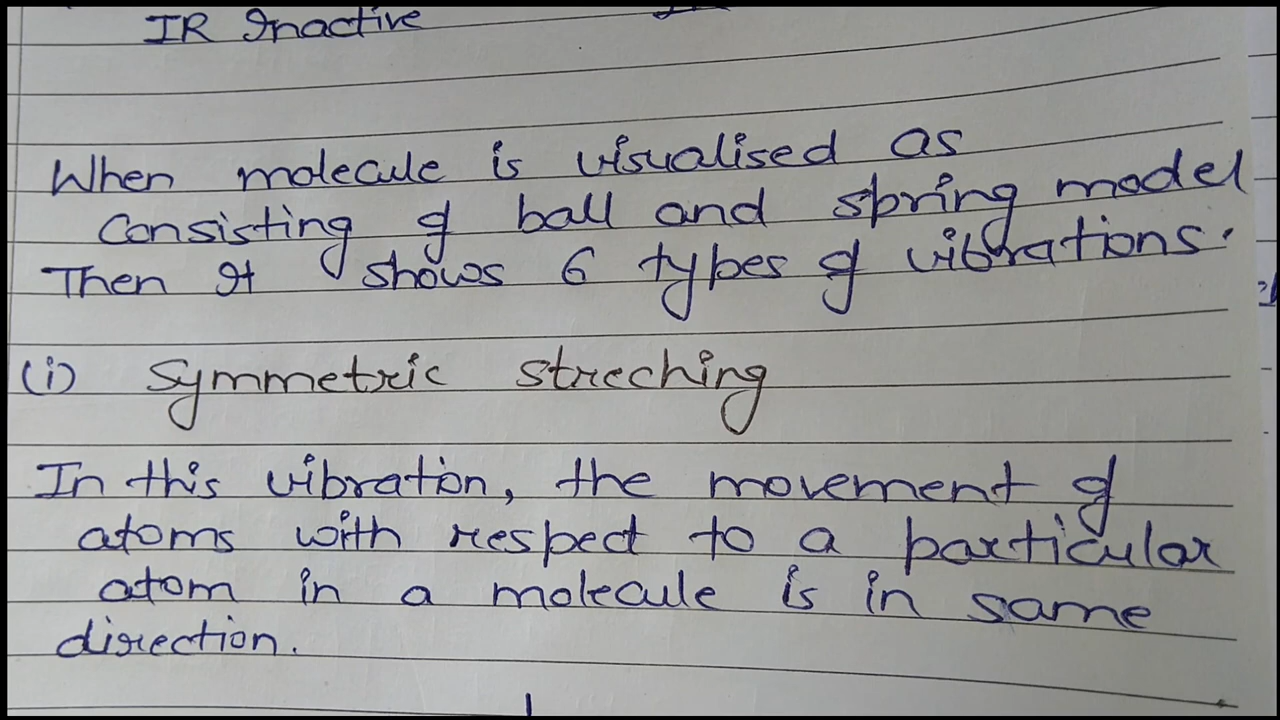 IR Inactive
When molecule is visualised as
consisting of ball and spring model
Then It shows 6 types of vibrations.
(i) Symmetric streching
In this vibration, the movement of
atoms with respect to a particular
atom in a molecule is in same
direction.